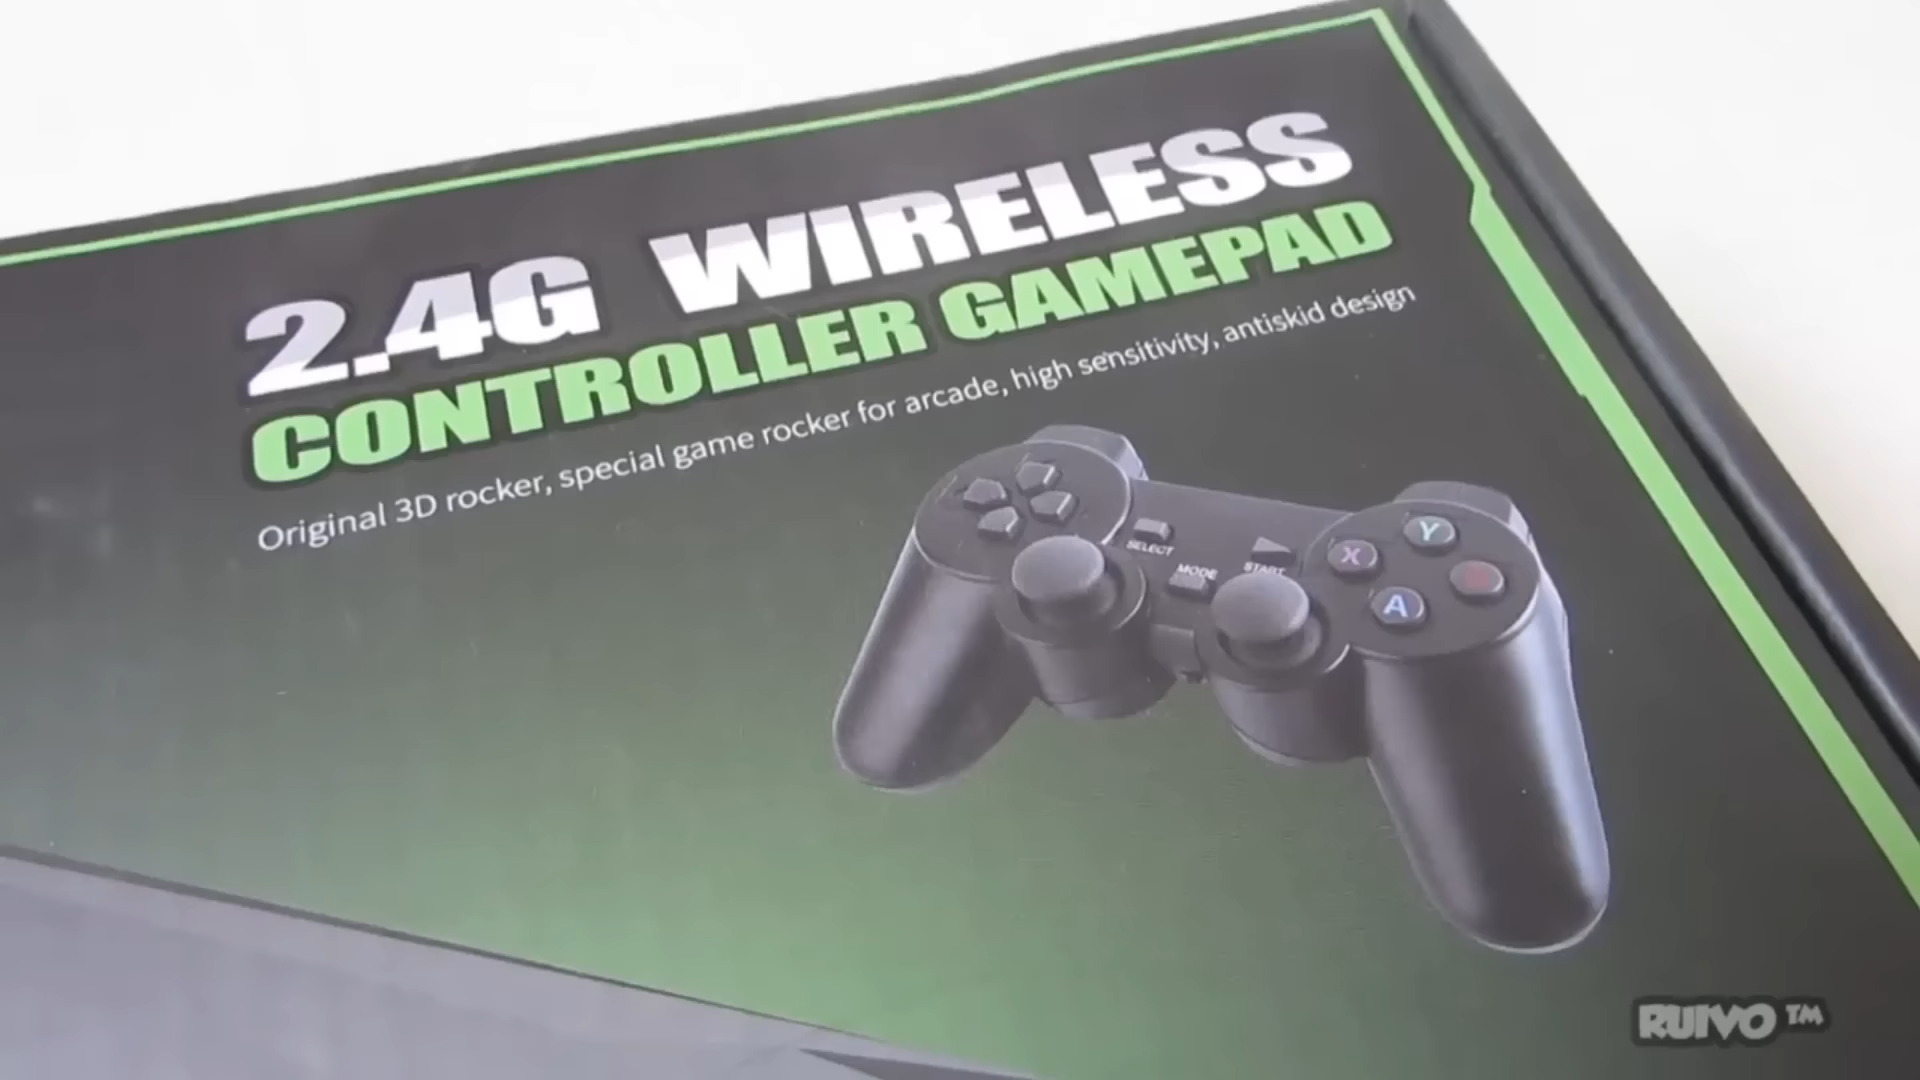 2.4G WIRELESS
CONTROLLER GAMEPAD
Original 3D rocker, special game rocker for arcade, high sensitivity, antiskid design
SELECT
MODE
START
Y
X
A
RUIVO™